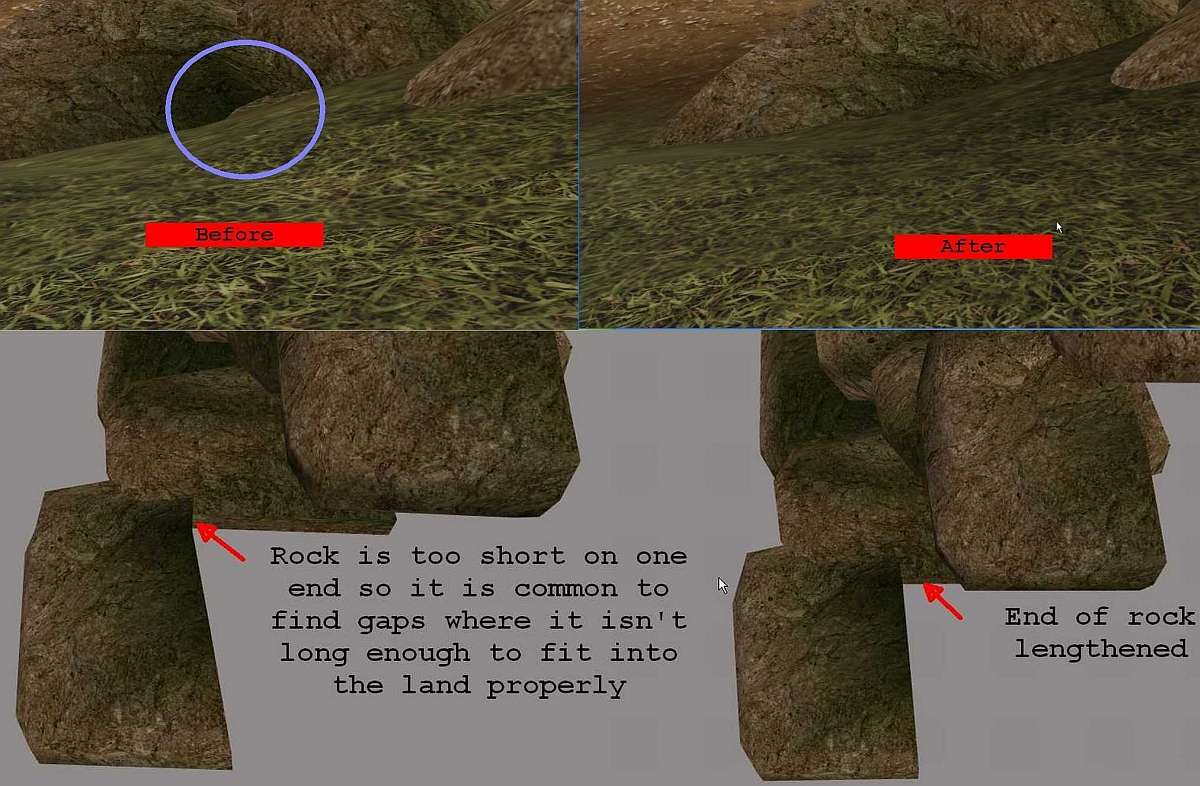 Before
After
Rock is too short on one
end so it is common to
find gaps where it isn't
long enough to fit into
the land properly
End of rock
lengthened